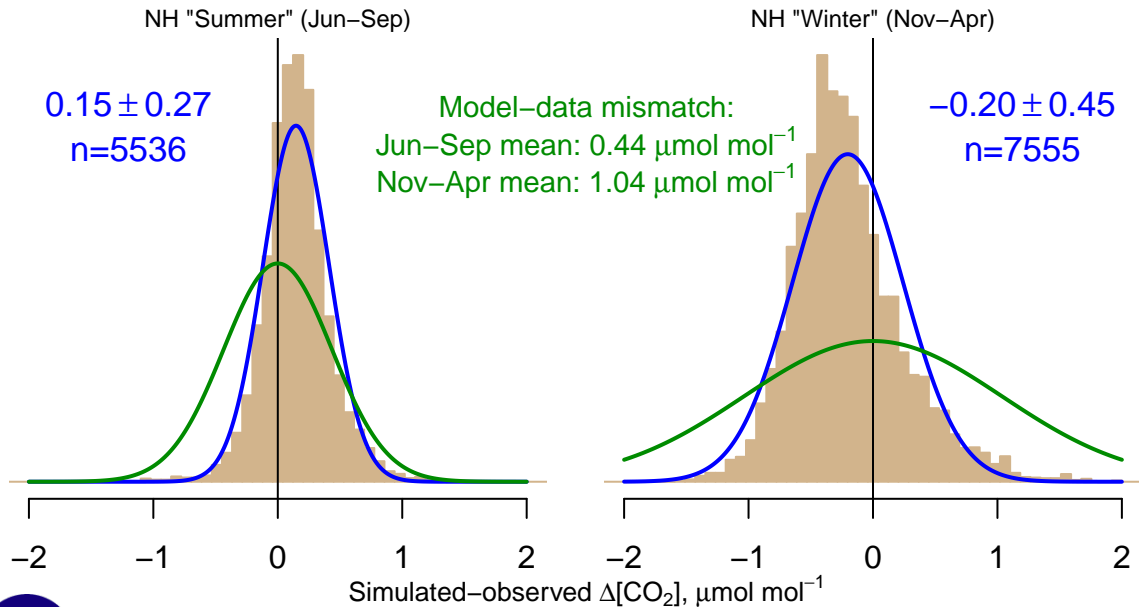 NH "Summer" (Jun−Sep)
NH "Winter" (Nov−Apr)
0.15 ± 0.27
n=5536
Model−data mismatch:
Jun−Sep mean: 0.44 μmol mol⁻¹
Nov−Apr mean: 1.04 μmol mol⁻¹
−0.20 ± 0.45
n=7555
−2 −1 0 1 2
−2 −1 0 1 2
Simulated−observed Δ[CO₂], μmol mol⁻¹